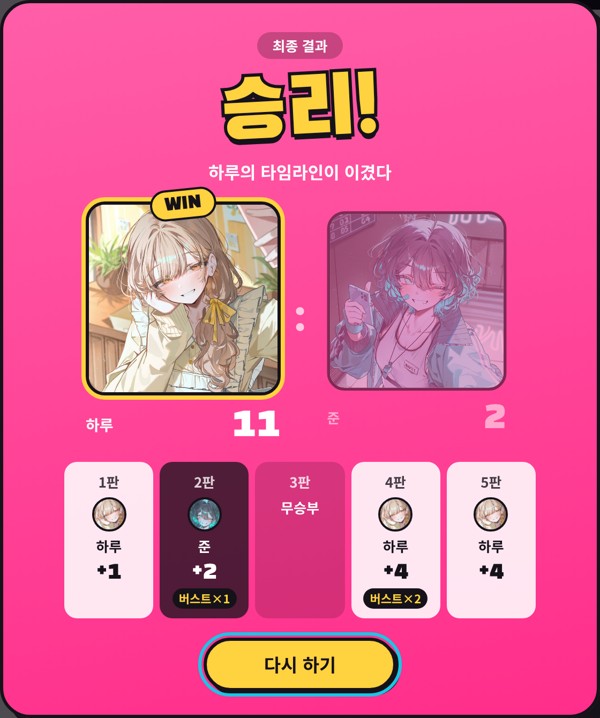 최종 결과
승리!
하루의 타임라인이 이겼다
WIN
:
하루 11
준 2
1판
하루
+1
2판
준
+2
버스트×1
3판
무승부
4판
하루
+4
버스트×2
5판
하루
+4
다시 하기